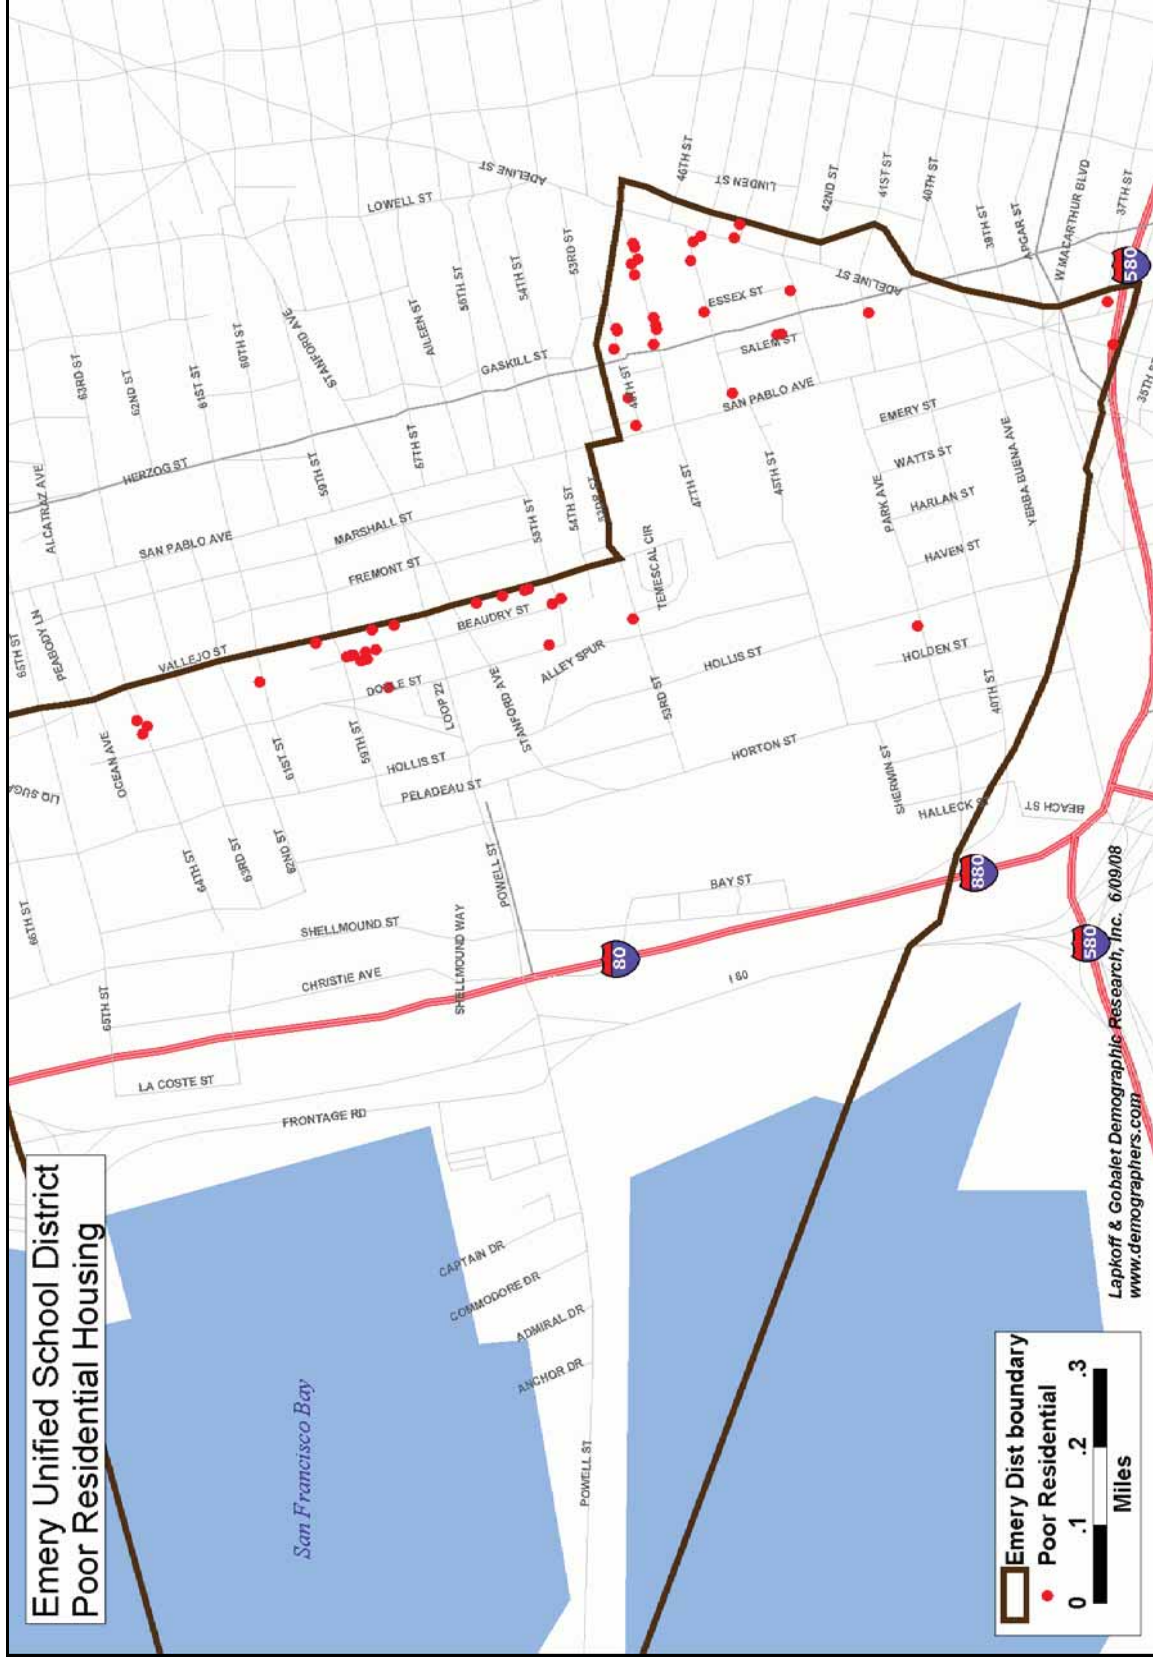 Emery Unified School District
Poor Residential Housing
San Francisco Bay
Emery Dist boundary
Poor Residential
0 .1 .2 .3
Miles
Lapkoff & Gobalet Demographic Research, Inc. 6/09/08
www.demographers.com
POWELL ST
ANCHOR DR
ADMIRAL DR
COMMODORE DR
CAPTAIN DR
FRONTAGE RD
LA COSTE ST
65TH ST
66TH ST
CHRISTIE AVE
SHELLMOUND ST
SHELLMOUND WAY
POWELL ST
I 80
80
880
580
580
BAY ST
BEACH ST
HALLECK S
SHERWIN ST
HORTON ST
64TH ST
63RD ST
62ND ST
61ST ST
59TH ST
OCEAN AVE
PELADEAU ST
HOLLIS ST
LOOP 22
STANFORD AVE
ALLEY SPUR
53RD ST
HOLLIS ST
HOLDEN ST
40TH ST
65TH ST
PEABODY LN
VALLEJO ST
BEAUDRY ST
FREMONT ST
MARSHALL ST
SAN PABLO AVE
ALCATRAZ AVE
HERZOG ST
59TH ST
57TH ST
55TH ST
54TH ST
TEMESCAL CIR
47TH ST
45TH ST
PARK AVE
HAVEN ST
HARLAN ST
WATTS ST
EMERY ST
YERBA BUENA AVE
SAN PABLO AVE
SALEM ST
ESSEX ST
ADELINE ST
63RD ST
62ND ST
61ST ST
60TH ST
STANFORD AVE
AILEEN ST
GASKILL ST
56TH ST
54TH ST
53RD ST
LOWELL ST
ADELINE ST
46TH ST
LINDEN ST
42ND ST
41ST ST
40TH ST
39TH ST
APGAR ST
W MACARTHUR BLVD
37TH ST